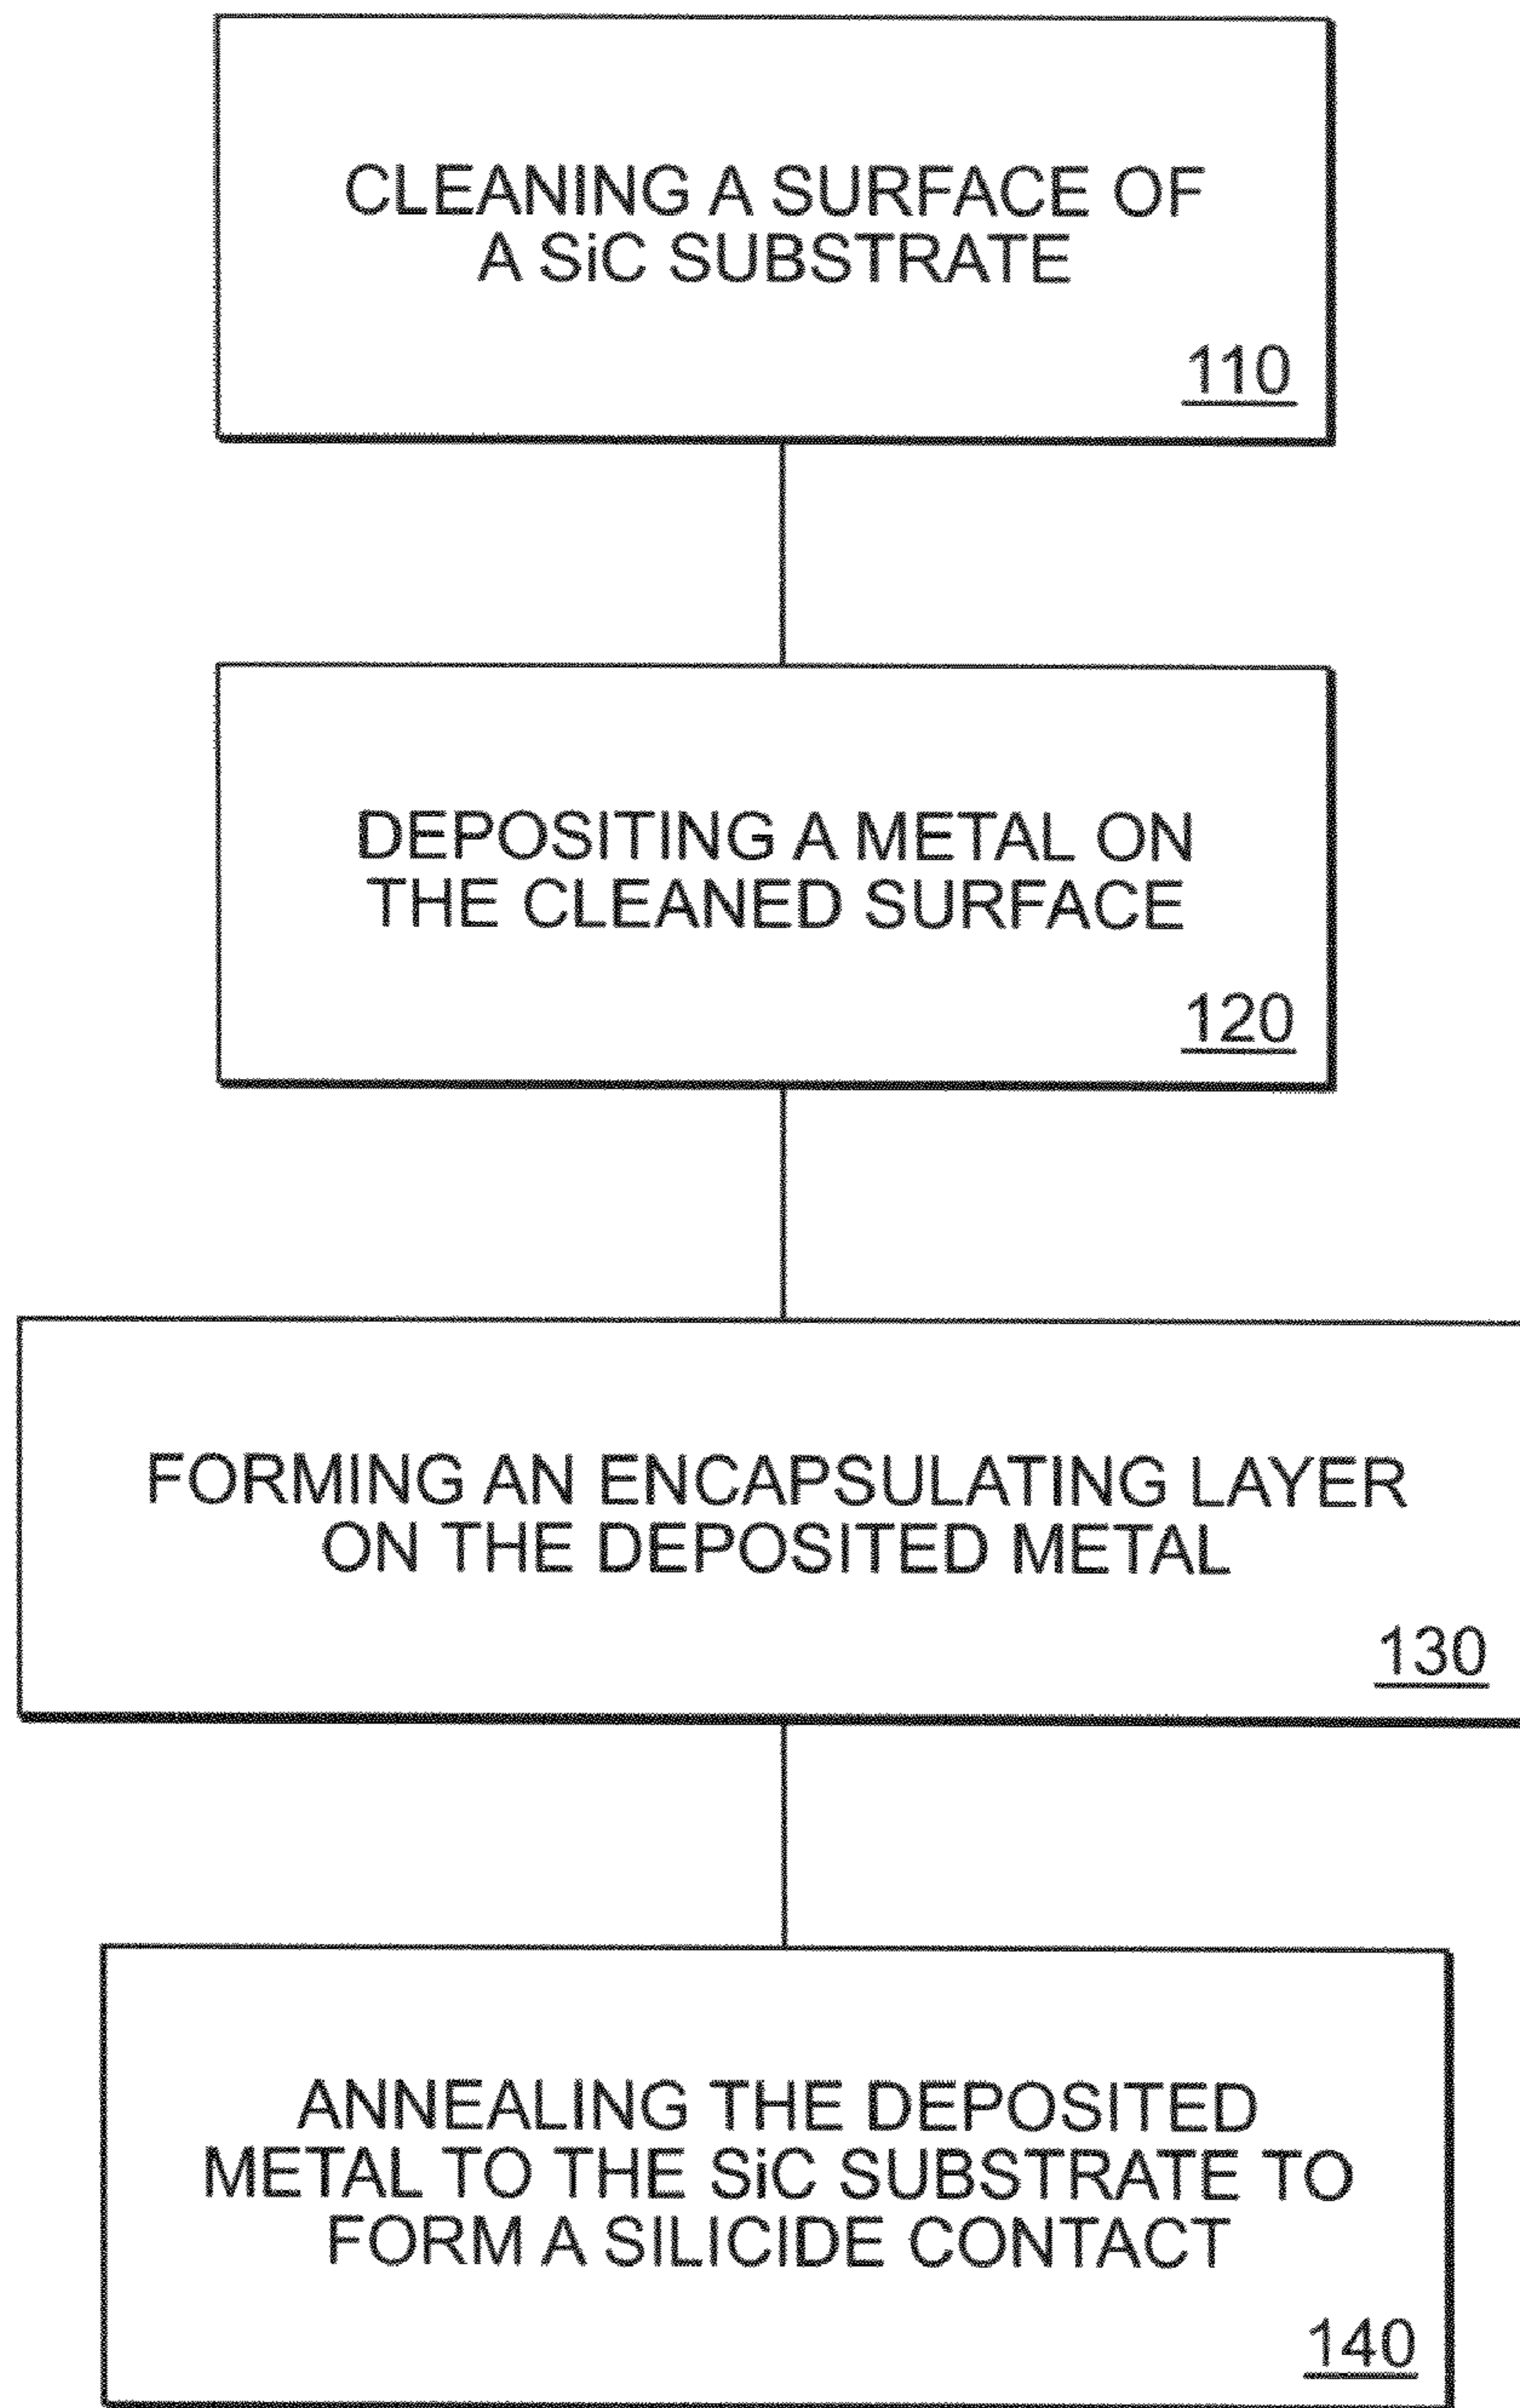 CLEANING A SURFACE OF
A SiC SUBSTRATE
110
DEPOSITING A METAL ON
THE CLEANED SURFACE
120
FORMING AN ENCAPSULATING LAYER
ON THE DEPOSITED METAL
130
ANNEALING THE DEPOSITED
METAL TO THE SiC SUBSTRATE TO
FORM A SILICIDE CONTACT
140